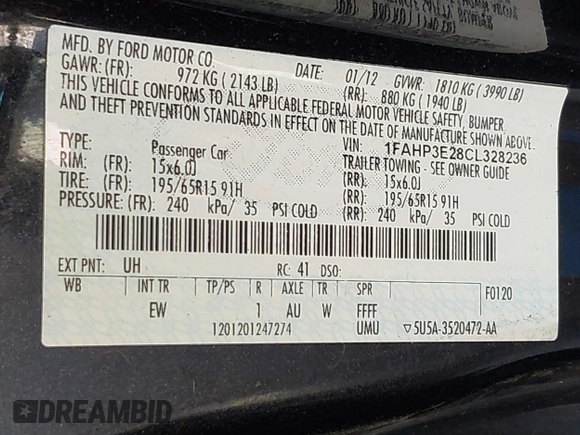 MFD. BY FORD MOTOR CO.
DATE: 01/12 GVWR: 1810 KG ( 3990 LB)
GAWR: (FR): 972 KG ( 2143 LB) (RR): 880 KG ( 1940 LB)
THIS VEHICLE CONFORMS TO ALL APPLICABLE FEDERAL MOTOR VEHICLE SAFETY, BUMPER
AND THEFT PREVENTION STANDARDS IN EFFECT ON THE DATE OF MANUFACTURE SHOWN ABOVE.
VIN: 1FAHP3E28CL328236
TYPE: Passenger Car TRAILER TOWING - SEE OWNER GUIDE
RIM: (FR): 15x6.0J (RR): 15x6.0J
TIRE: (FR): 195/65R15 91H (RR): 195/65R15 91H
PRESSURE: (FR): 240 kPa/ 35 PSI COLD (RR): 240 kPa/ 35 PSI COLD
EXT PNT: UH RC: 41 DSO:
WB INT TR TP/PS R AXLE TR SPR F0120
EW 1 AU W FFFF
1201201247274 UMU ▽5U5A-3520472-AA
DREAMBID